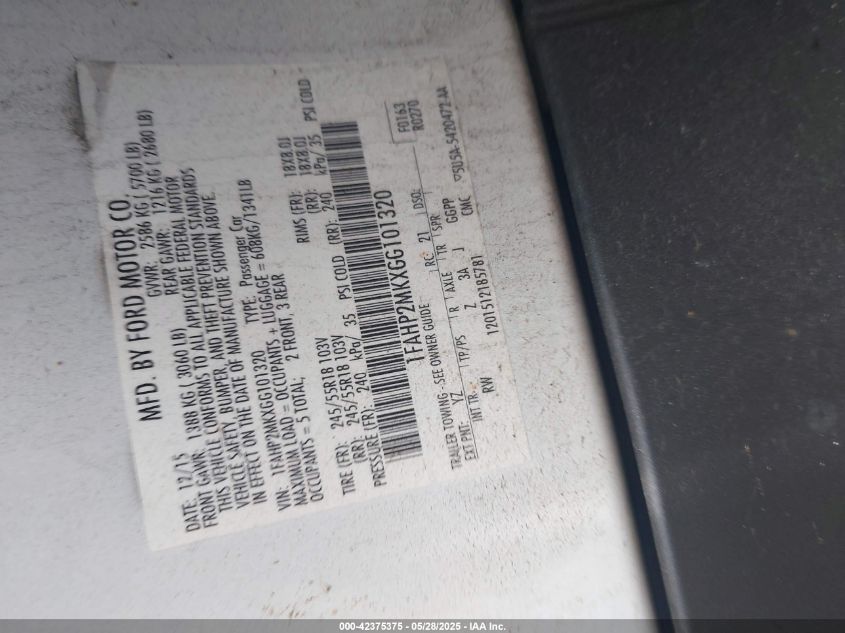 MFD. BY FORD MOTOR CO.
DATE: 12/15 GVWR: 2586 KG ( 5700 LB)
FRONT GAWR: 1388 KG ( 3060 LB) REAR GAWR: 1216 KG ( 2680 LB)
THIS VEHICLE CONFORMS TO ALL APPLICABLE FEDERAL MOTOR
VEHICLE SAFETY, BUMPER, AND THEFT PREVENTION STANDARDS
IN EFFECT ON THE DATE OF MANUFACTURE SHOWN ABOVE.
VIN: 1FAHP2MKXGG101320 TYPE: Passenger Car
MAXIMUM LOAD = OCCUPANTS + LUGGAGE = 608KG/1341LB
OCCUPANTS = 5 TOTAL; 2 FRONT, 3 REAR
TIRE (FR): 245/55R18 103V RIMS (FR): 18X8.0J
(RR): 245/55R18 103V (RR): 18X8.0J
PRESSURE (FR): 240 kPa/ 35 PSI COLD (RR): 240 kPa/ 35 PSI COLD
1FAHP2MKXGG101320
F0163
R0270
TRAILER TOWING - SEE OWNER GUIDE: RC: 21 DSO:
EXT PNT: YZ
INT TR. TP/PS R AXLE TR SPR
RW Z 3A J GGPP
1201512185781 CMC
▽5U5A-5420472-AA
000-42375375 - 05/28/2025 - IAA Inc.